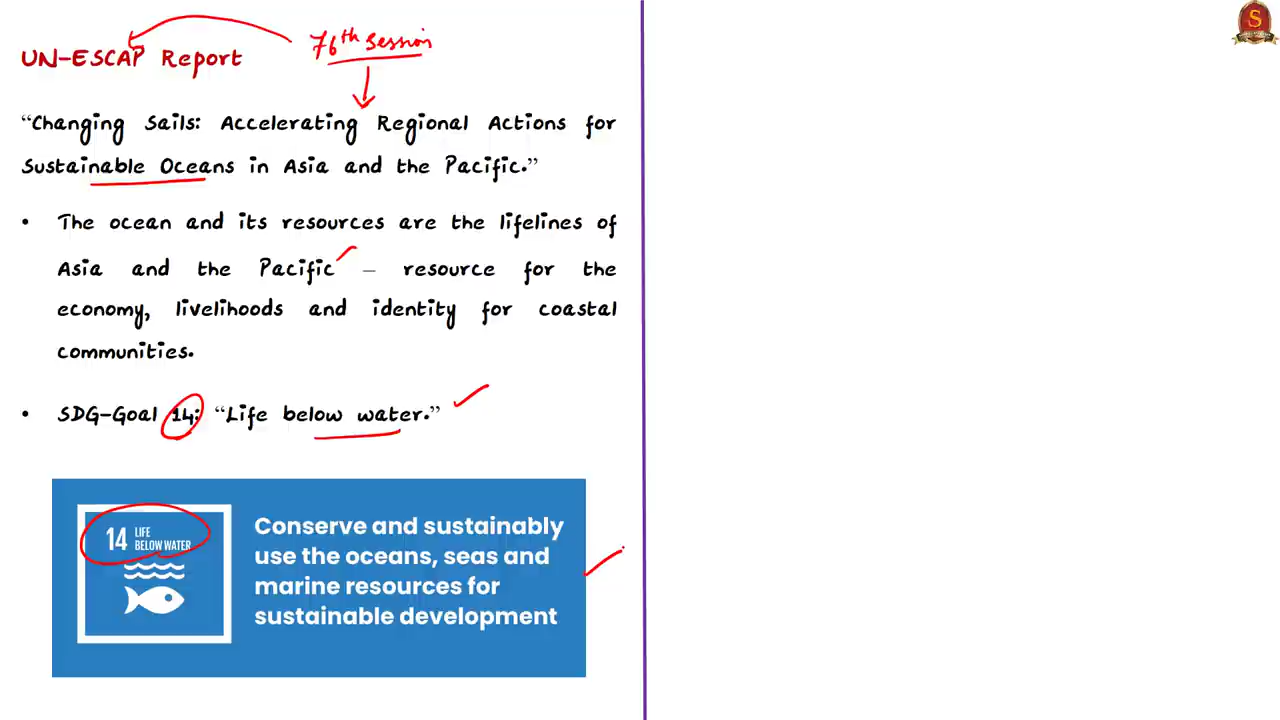 76th Session
UN-ESCAP Report
“Changing Sails: Accelerating Regional Actions for
Sustainable Oceans in Asia and the Pacific.”
• The ocean and its resources are the lifelines of
Asia and the Pacific – resource for the
economy, livelihoods and identity for coastal
communities.
• SDG-Goal 14: “Life below water.”
14 LIFE
BELOW WATER
Conserve and sustainably
use the oceans, seas and
marine resources for
sustainable development
S